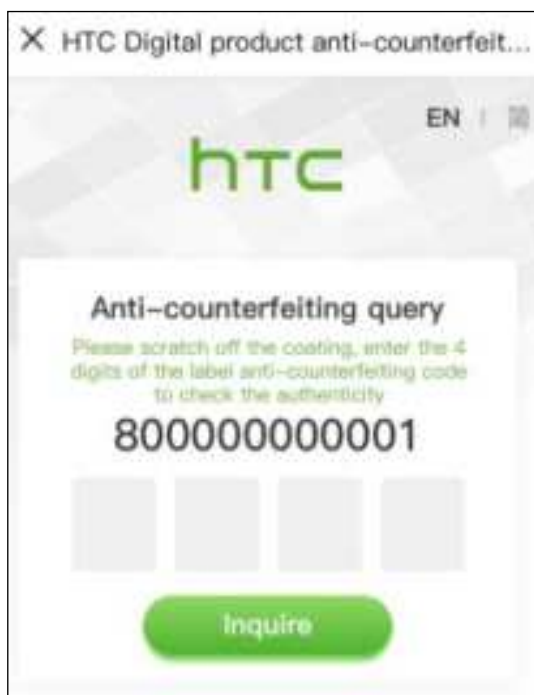 X HTC Digital product anti-counterfeit...
EN | 简
hTC
Anti-counterfeiting query
Please scratch off the coating, enter the 4
digits of the label anti-counterfeiting code
to check the authenticity
800000000001
Inquire